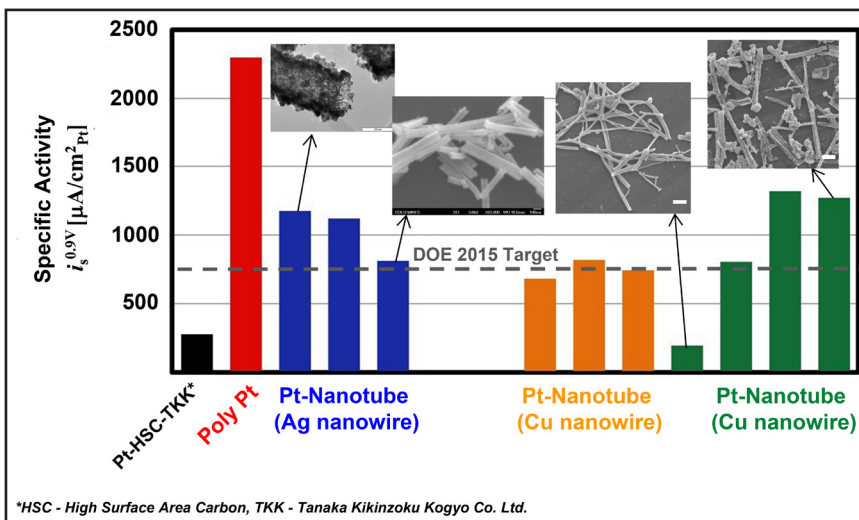 2500
2000
1500
1000
500
Specific Activity
i_s^0.9V [µA/cm²_Pt]
DOE 2015 Target
Pt-HSC-TKK*
Poly Pt
Pt-Nanotube
(Ag nanowire)
Pt-Nanotube
(Cu nanowire)
Pt-Nanotube
(Cu nanowire)
*HSC - High Surface Area Carbon, TKK - Tanaka Kikinzoku Kogyo Co. Ltd.